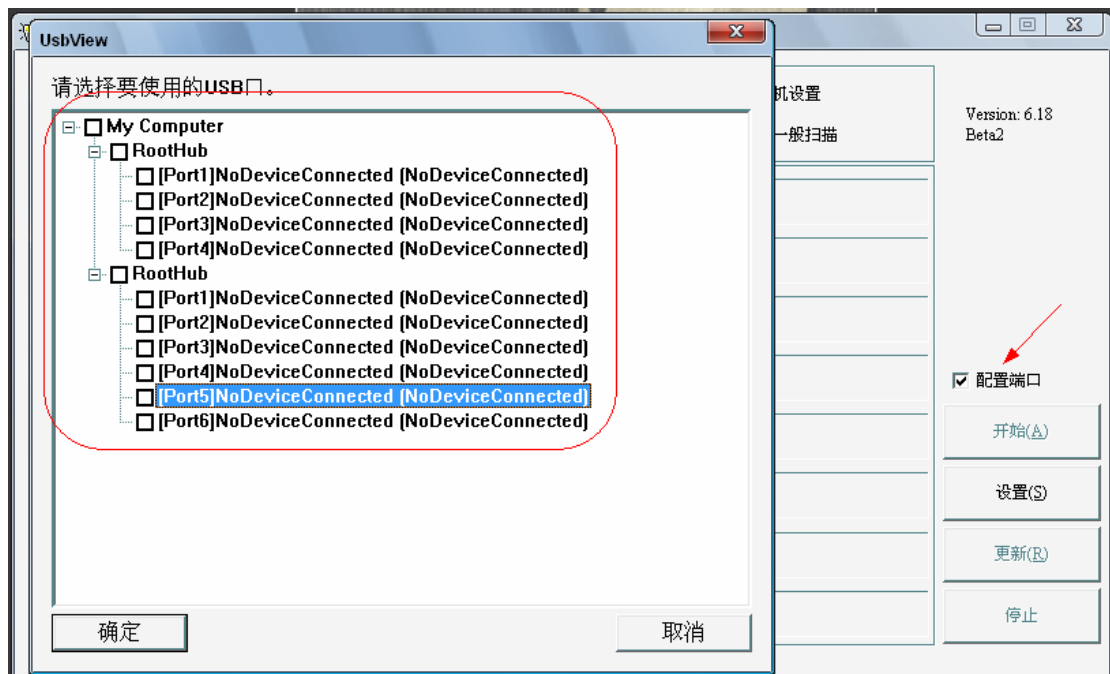 UsbView
请选择要使用的USB口。
My Computer
RootHub
[Port1]NoDeviceConnected (NoDeviceConnected)
[Port2]NoDeviceConnected (NoDeviceConnected)
[Port3]NoDeviceConnected (NoDeviceConnected)
[Port4]NoDeviceConnected (NoDeviceConnected)
RootHub
[Port1]NoDeviceConnected (NoDeviceConnected)
[Port2]NoDeviceConnected (NoDeviceConnected)
[Port3]NoDeviceConnected (NoDeviceConnected)
[Port4]NoDeviceConnected (NoDeviceConnected)
[Port5]NoDeviceConnected (NoDeviceConnected)
[Port6]NoDeviceConnected (NoDeviceConnected)
确定
取消
机设置
一般扫描
Version: 6.18
Beta2
配置端口
开始(A)
设置(S)
更新(R)
停止